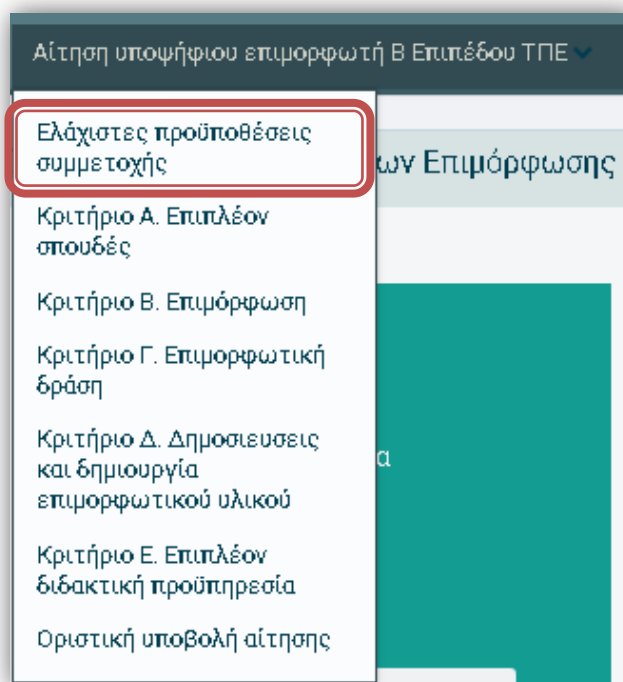 Αίτηση υποψήφιου επιμορφωτή Β Επιπέδου ΤΠΕ
Ελάχιστες προϋποθέσεις
συμμετοχής
ων Επιμόρφωσης
Κριτήριο Α. Επιπλέον
σπουδές
Κριτήριο Β. Επιμόρφωση
Κριτήριο Γ. Επιμορφωτική
δράση
Κριτήριο Δ. Δημοσιευσεις
και δημιουργία
επιμορφωτικού υλικού
α
Κριτήριο Ε. Επιπλέον
διδακτική προϋπηρεσία
Οριστική υποβολή αίτησης